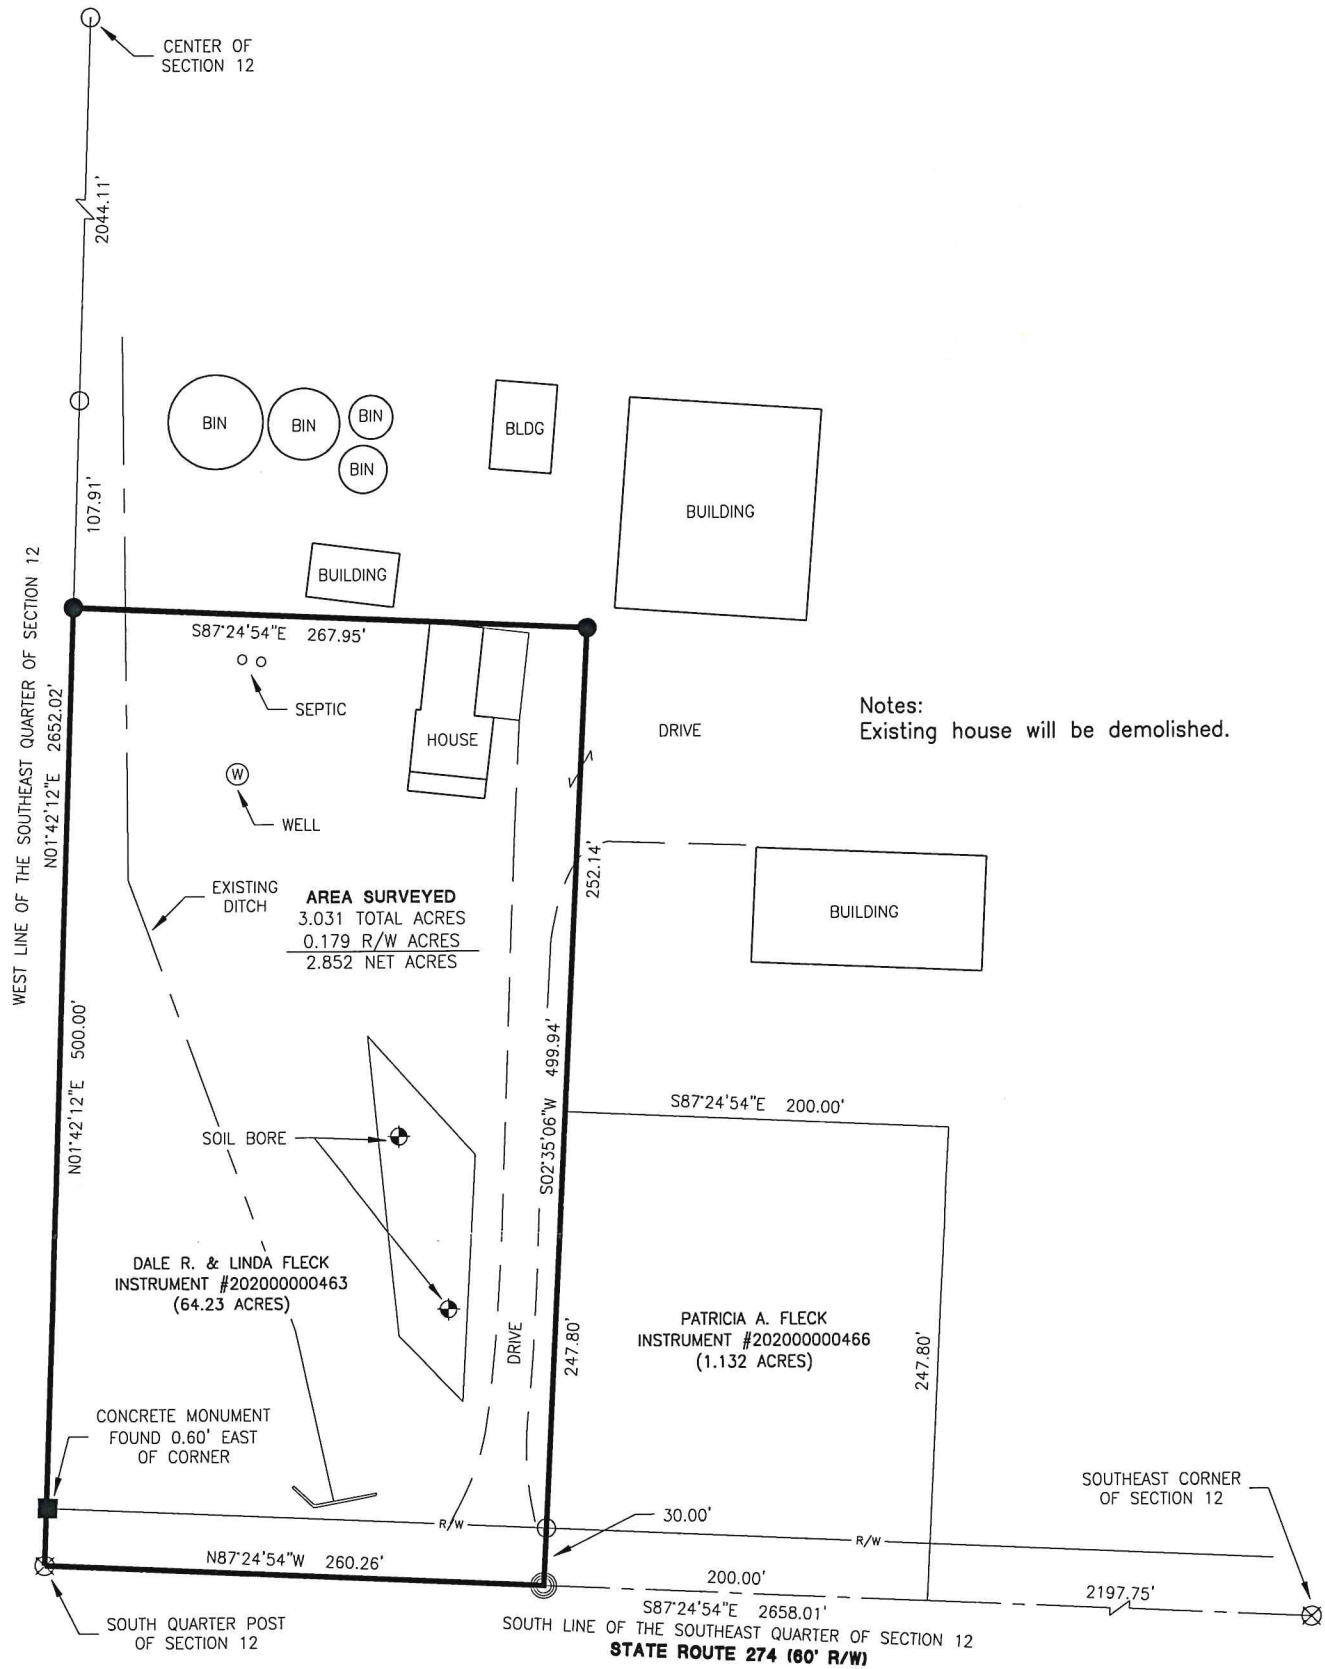 CENTER OF
SECTION 12
2044.11'
BIN
BIN
BIN
BIN
BLDG
BUILDING
107.91'
BUILDING
WEST LINE OF THE SOUTHEAST QUARTER OF SECTION 12
N01°42'12"E 2652.02'
S87°24'54"E 267.95'
SEPTIC
HOUSE
DRIVE
Notes:
Existing house will be demolished.
W
WELL
EXISTING
DITCH
AREA SURVEYED
3.031 TOTAL ACRES
0.179 R/W ACRES
2.852 NET ACRES
252.14'
BUILDING
N01°42'12"E 500.00'
S02°35'06"W 499.94'
S87°24'54"E 200.00'
SOIL BORE
DALE R. & LINDA FLECK
INSTRUMENT #202000000463
(64.23 ACRES)
DRIVE
247.80'
PATRICIA A. FLECK
INSTRUMENT #202000000466
(1.132 ACRES)
247.80'
CONCRETE MONUMENT
FOUND 0.60' EAST
OF CORNER
SOUTHEAST CORNER
OF SECTION 12
30.00'
R/W
R/W
N87°24'54"W 260.26'
200.00'
2197.75'
S87°24'54"E 2658.01'
SOUTH QUARTER POST
OF SECTION 12
SOUTH LINE OF THE SOUTHEAST QUARTER OF SECTION 12
STATE ROUTE 274 (60' R/W)